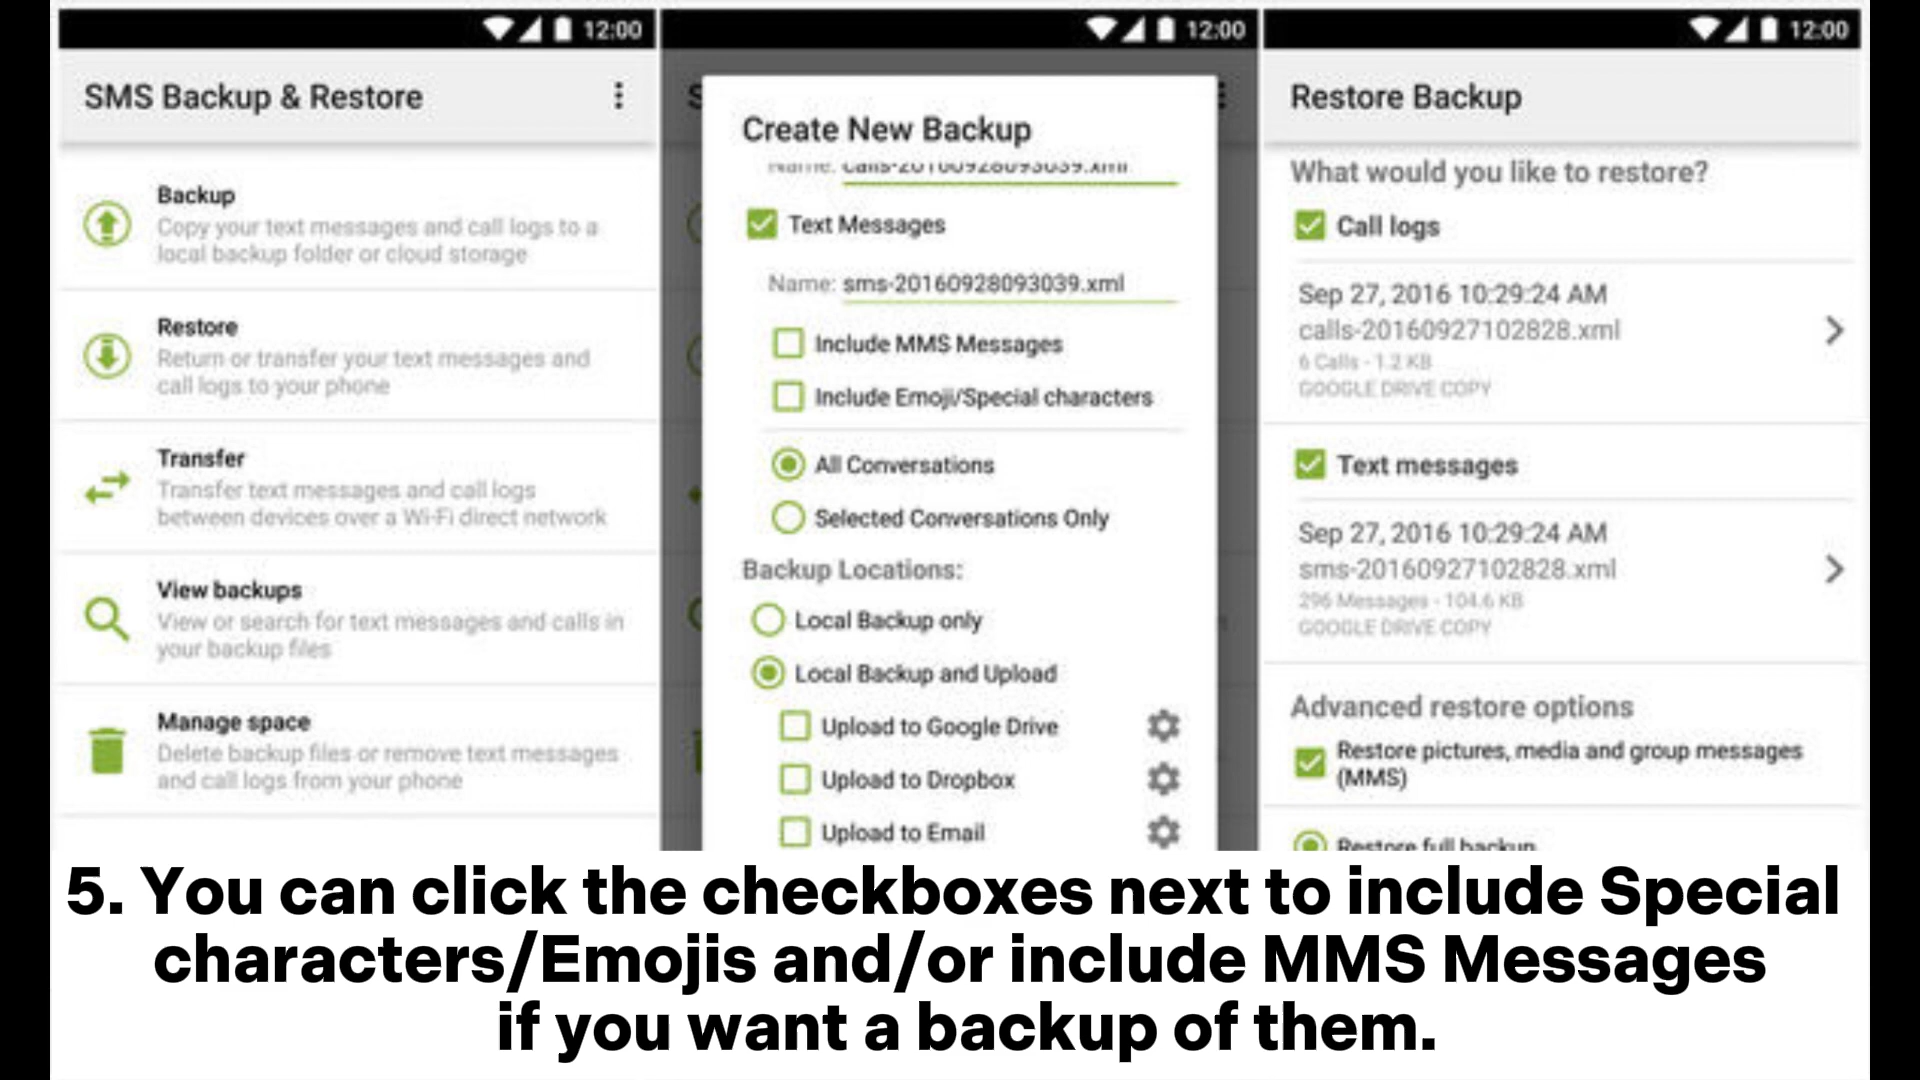 12:00
SMS Backup & Restore
Backup
Copy your text messages and call logs to a
local backup folder or cloud storage
Restore
Return or transfer your text messages and
call logs to your phone
Transfer
Transfer text messages and call logs
between devices over a Wi-Fi direct network
View backups
View or search for text messages and calls in
your backup files
Manage space
Delete backup files or remove text messages
and call logs from your phone
12:00
Create New Backup
Name: calls-20160928093039.xml
Text Messages
Name: sms-20160928093039.xml
Include MMS Messages
Include Emoji/Special characters
All Conversations
Selected Conversations Only
Backup Locations:
Local Backup only
Local Backup and Upload
Upload to Google Drive
Upload to Dropbox
Upload to Email
12:00
Restore Backup
What would you like to restore?
Call logs
Sep 27, 2016 10:29:24 AM
calls-20160927102828.xml
6 Calls - 1.2 KB
GOOGLE DRIVE COPY
Text messages
Sep 27, 2016 10:29:24 AM
sms-20160927102828.xml
296 Messages - 104.6 KB
GOOGLE DRIVE COPY
Advanced restore options
Restore pictures, media and group messages
(MMS)
Restore full backup
5. You can click the checkboxes next to include Special
characters/Emojis and/or include MMS Messages
if you want a backup of them.